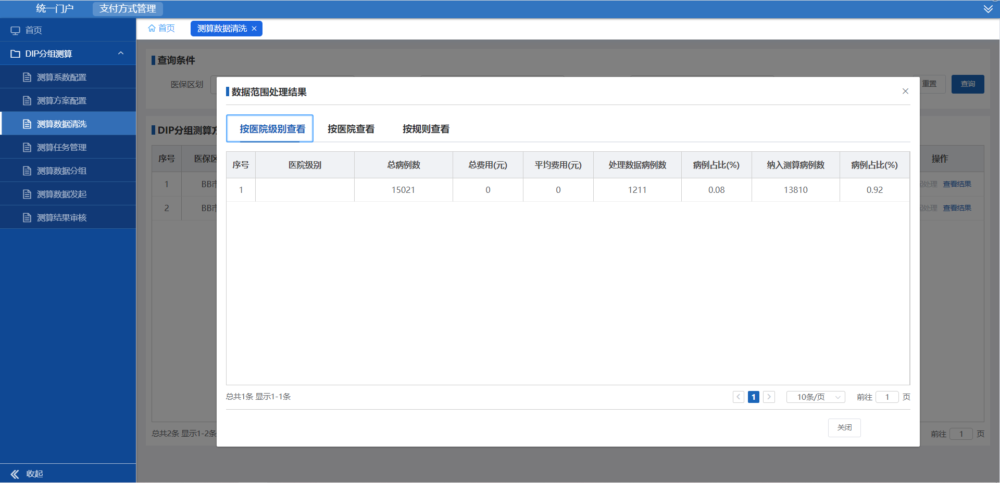 统一门户 支付方式管理
首页
DIP分组测算
测算系数配置
测算方案配置
测算数据清洗
测算任务管理
测算数据分组
测算数据发起
测算结果审核
收起
首页 测算数据清洗
查询条件
医保区划 重置 查询
DIP分组测算方
序号 医保区 操作
1 BB市 处理 查看结果
2 BB市 处理 查看结果
总共2条 显示1-2条 前往 1 页
数据范围处理结果
按医院级别查看 按医院查看 按规则查看
序号 医院级别 总病例数 总费用(元) 平均费用(元) 处理数据病例数 病例占比(%) 纳入测算病例数 病例占比(%)
1 15021 0 0 1211 0.08 13810 0.92
总共1条 显示1-1条 1 10条/页 前往 1 页
关闭